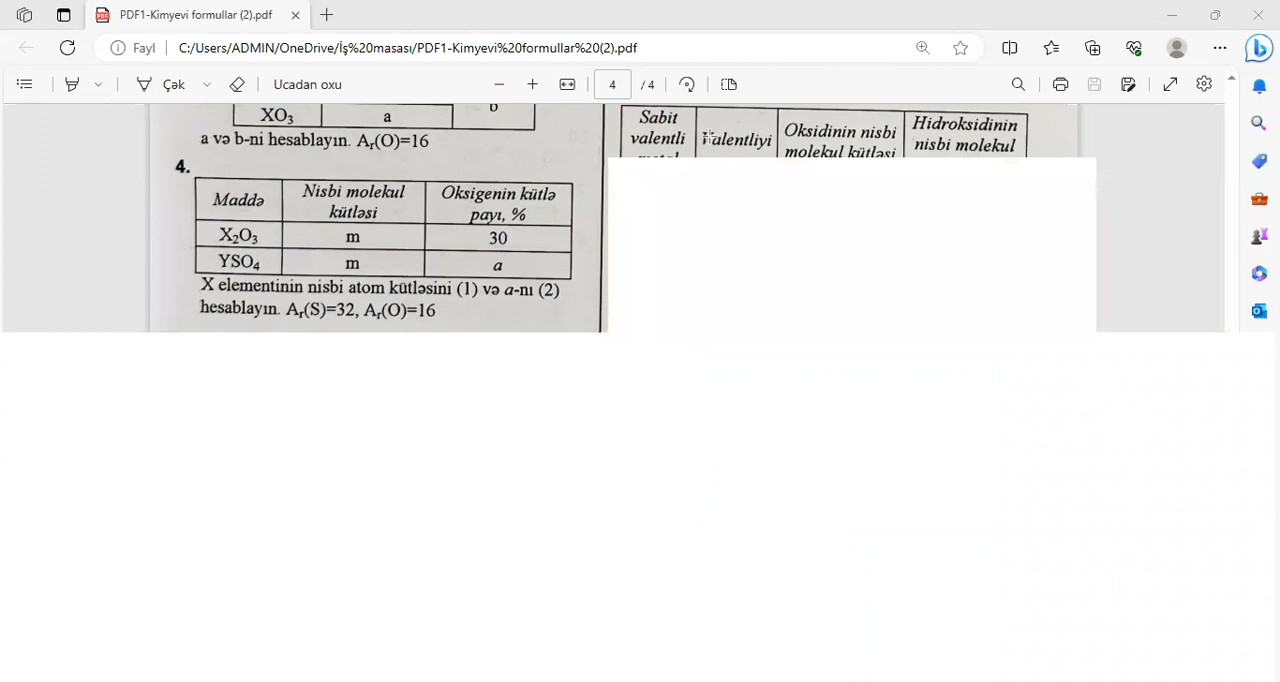 PDF1-Kimyevi formullar (2).pdf
Fayl
C:/Users/ADMIN/OneDrive/İş%20masası/PDF1-Kimyevi%20formullar%20(2).pdf
Çək
Ucadan oxu
4
/ 4
XO₃ a b
a və b-ni hesablayın. Aᵣ(O)=16
4.
Maddə Nisbi molekul kütləsi Oksigenin kütlə payı, %
X₂O₃ m 30
YSO₄ m a
X elementinin nisbi atom kütləsini (1) və a-nı (2)
hesablayın. Aᵣ(S)=32, Aᵣ(O)=16
Sabit
valentli
Valentliyi
Oksidinin nisbi
molekul kütləsi
Hidroksidinin
nisbi molekul